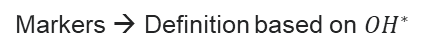 Markers → Definition based on OH*